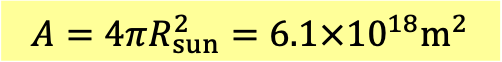 A = 4πR²sun = 6.1×10¹⁸m²